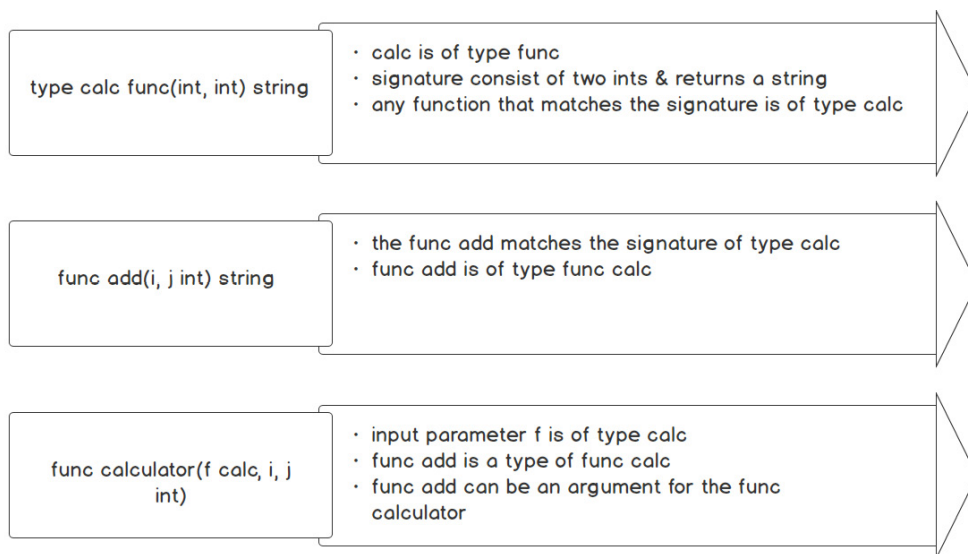 type calc func(int, int) string
· calc is of type func
· signature consist of two ints & returns a string
· any function that matches the signature is of type calc
func add(i, j int) string
· the func add matches the signature of type calc
· func add is of type func calc
func calculator(f calc, i, j
int)
· input parameter f is of type calc
· func add is a type of func calc
· func add can be an argument for the func
calculator